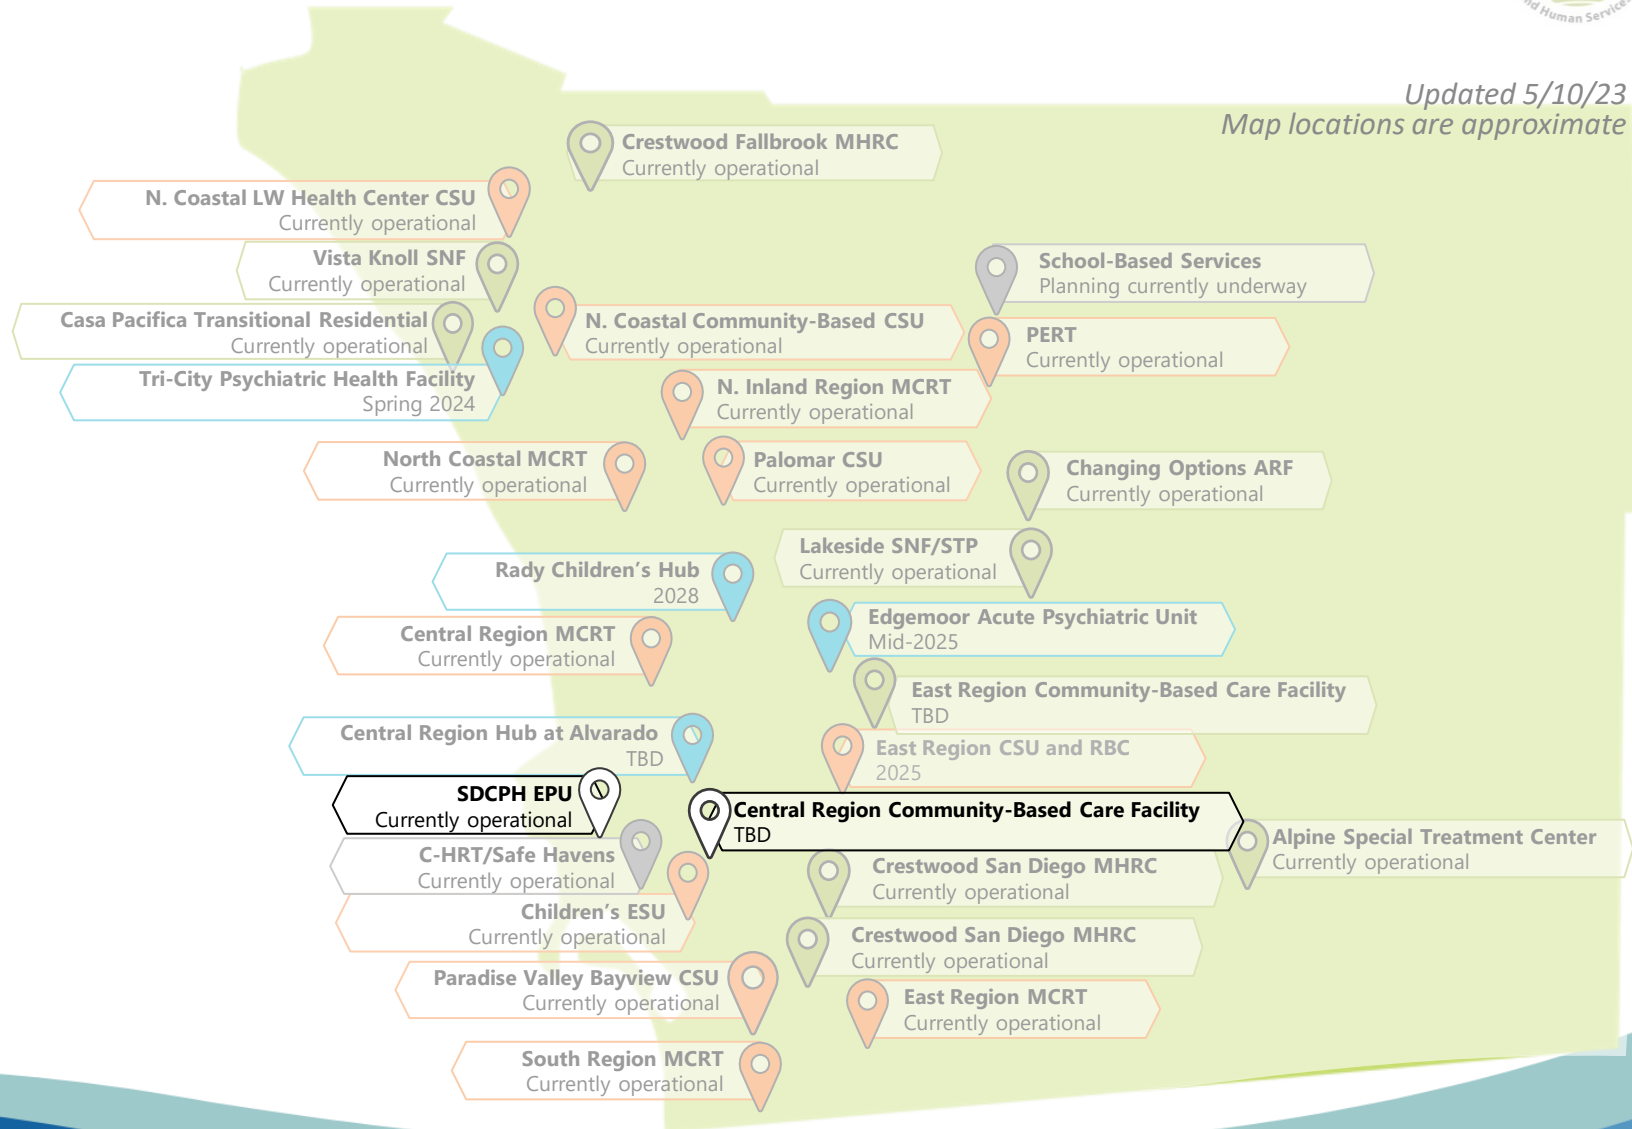 nd Human Services
Updated 5/10/23
Map locations are approximate
Crestwood Fallbrook MHRC
Currently operational
N. Coastal LW Health Center CSU
Currently operational
Vista Knoll SNF
Currently operational
School-Based Services
Planning currently underway
Casa Pacifica Transitional Residential
Currently operational
N. Coastal Community-Based CSU
Currently operational
PERT
Currently operational
Tri-City Psychiatric Health Facility
Spring 2024
N. Inland Region MCRT
Currently operational
North Coastal MCRT
Currently operational
Palomar CSU
Currently operational
Changing Options ARF
Currently operational
Lakeside SNF/STP
Currently operational
Rady Children’s Hub
2028
Edgemoor Acute Psychiatric Unit
Mid-2025
Central Region MCRT
Currently operational
East Region Community-Based Care Facility
TBD
Central Region Hub at Alvarado
TBD
East Region CSU and RBC
2025
SDCPH EPU
Currently operational
Central Region Community-Based Care Facility
TBD
Alpine Special Treatment Center
Currently operational
C-HRT/Safe Havens
Currently operational
Crestwood San Diego MHRC
Currently operational
Children’s ESU
Currently operational
Crestwood San Diego MHRC
Currently operational
Paradise Valley Bayview CSU
Currently operational
East Region MCRT
Currently operational
South Region MCRT
Currently operational